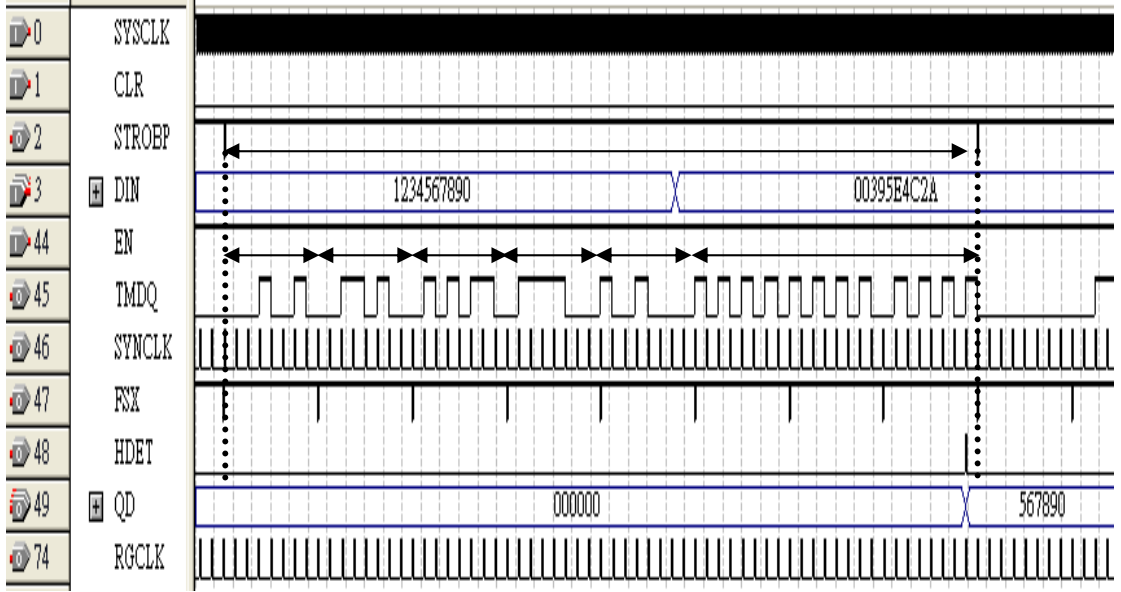 0 SYSCLK
1 CLR
2 STROBP
3 DIN 1234567890 00395E4C2A
44 EN
45 TMDQ
46 SYNCLK
47 FSX
48 HDET
49 QD 000000 567890
74 RGCLK